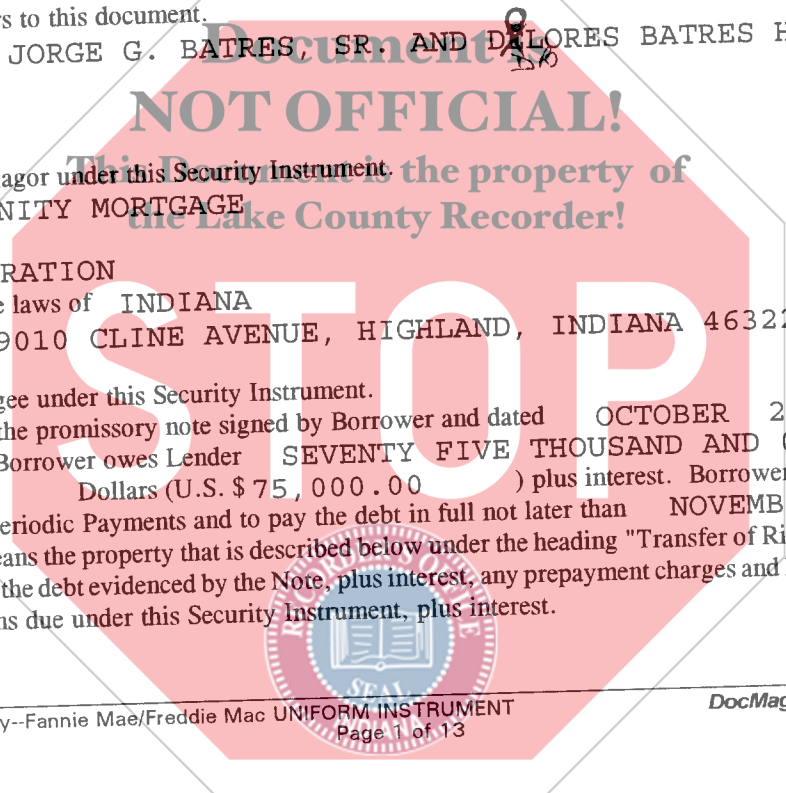 rs to this document.
JORGE G. BATRES, SR. AND DELORES BATRES H
Document is
NOT OFFICIAL!
This Document is the property of
the Lake County Recorder!
agor under this Security Instrument.
NITY MORTGAGE
RATION
e laws of INDIANA
9010 CLINE AVENUE, HIGHLAND, INDIANA 46322
STOP
gee under this Security Instrument.
the promissory note signed by Borrower and dated OCTOBER 2
Borrower owes Lender SEVENTY FIVE THOUSAND AND
Dollars (U.S. $ 75,000.00 ) plus interest. Borrower
eriodic Payments and to pay the debt in full not later than NOVEMB
eans the property that is described below under the heading "Transfer of Ri
the debt evidenced by the Note, plus interest, any prepayment charges and
ns due under this Security Instrument, plus interest.
SEAL
INDIANA
y--Fannie Mae/Freddie Mac UNIFORM INSTRUMENT
DocMag
Page 1 of 13